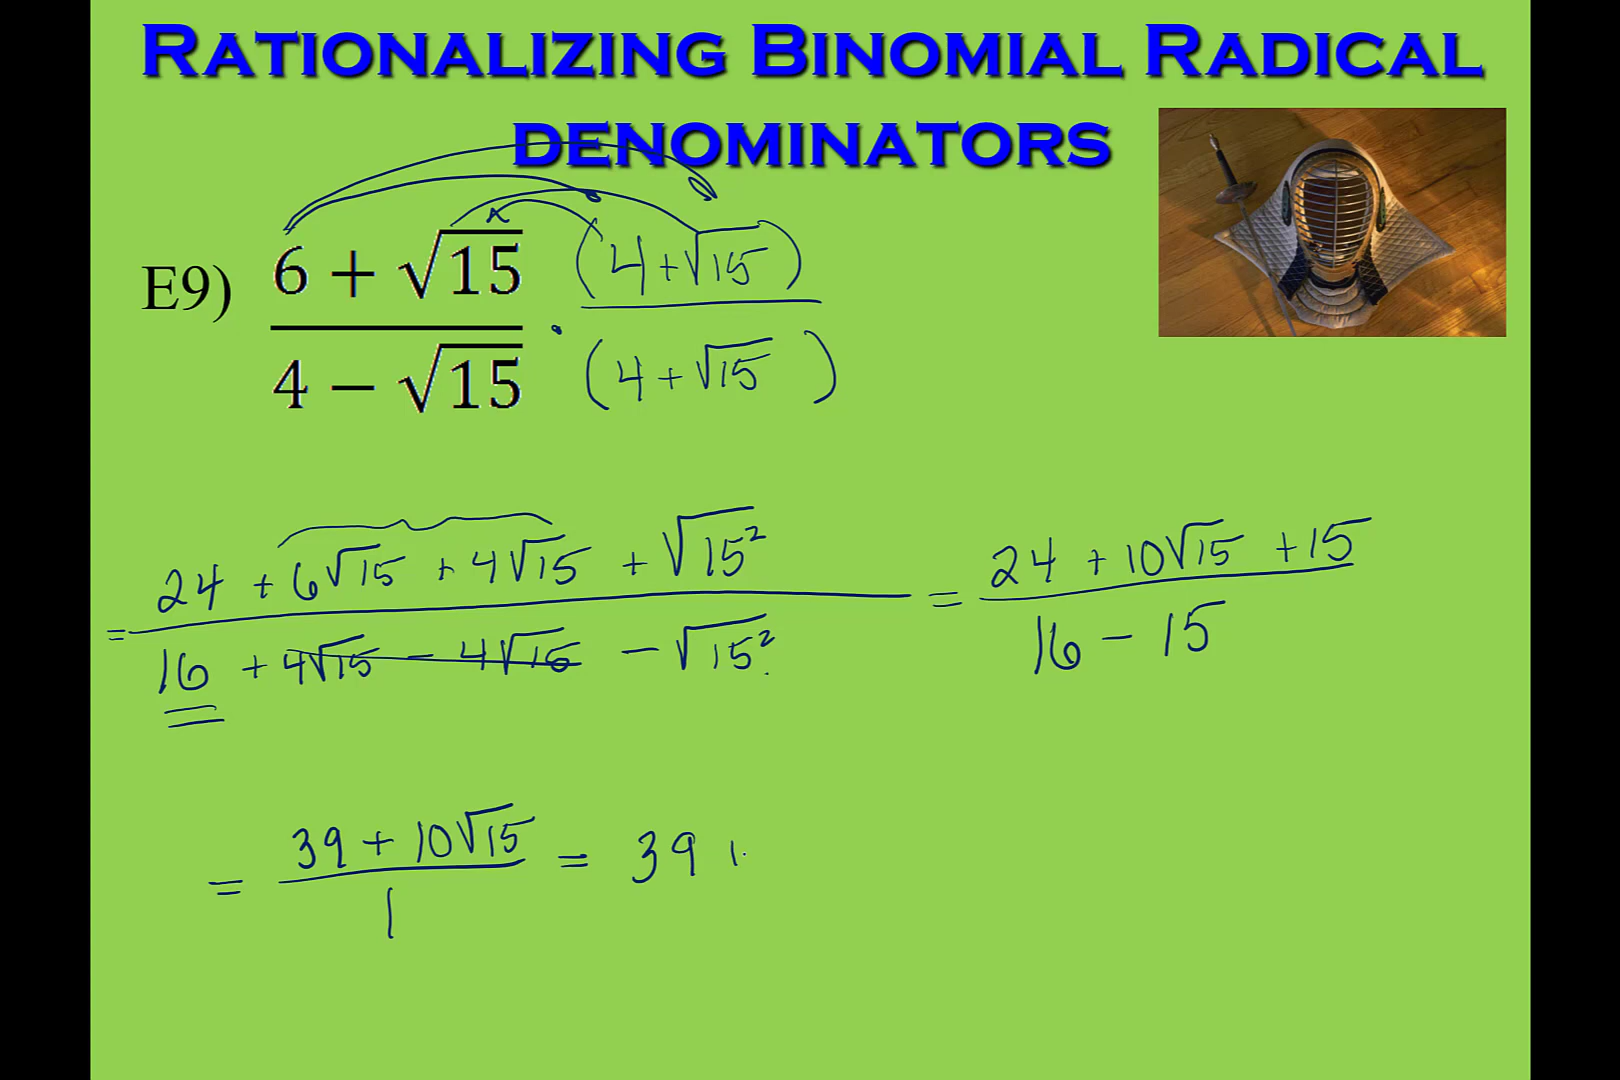 RATIONALIZING BINOMIAL RADICAL
DENOMINATORS
E9) (6 + √15)/(4 − √15) · (4 + √15)/(4 + √15)
= (24 + 6√15 + 4√15 + √15²)/(16 + 4√15 − 4√15 − √15²) = (24 + 10√15 + 15)/(16 − 15)
= (39 + 10√15)/1 = 39